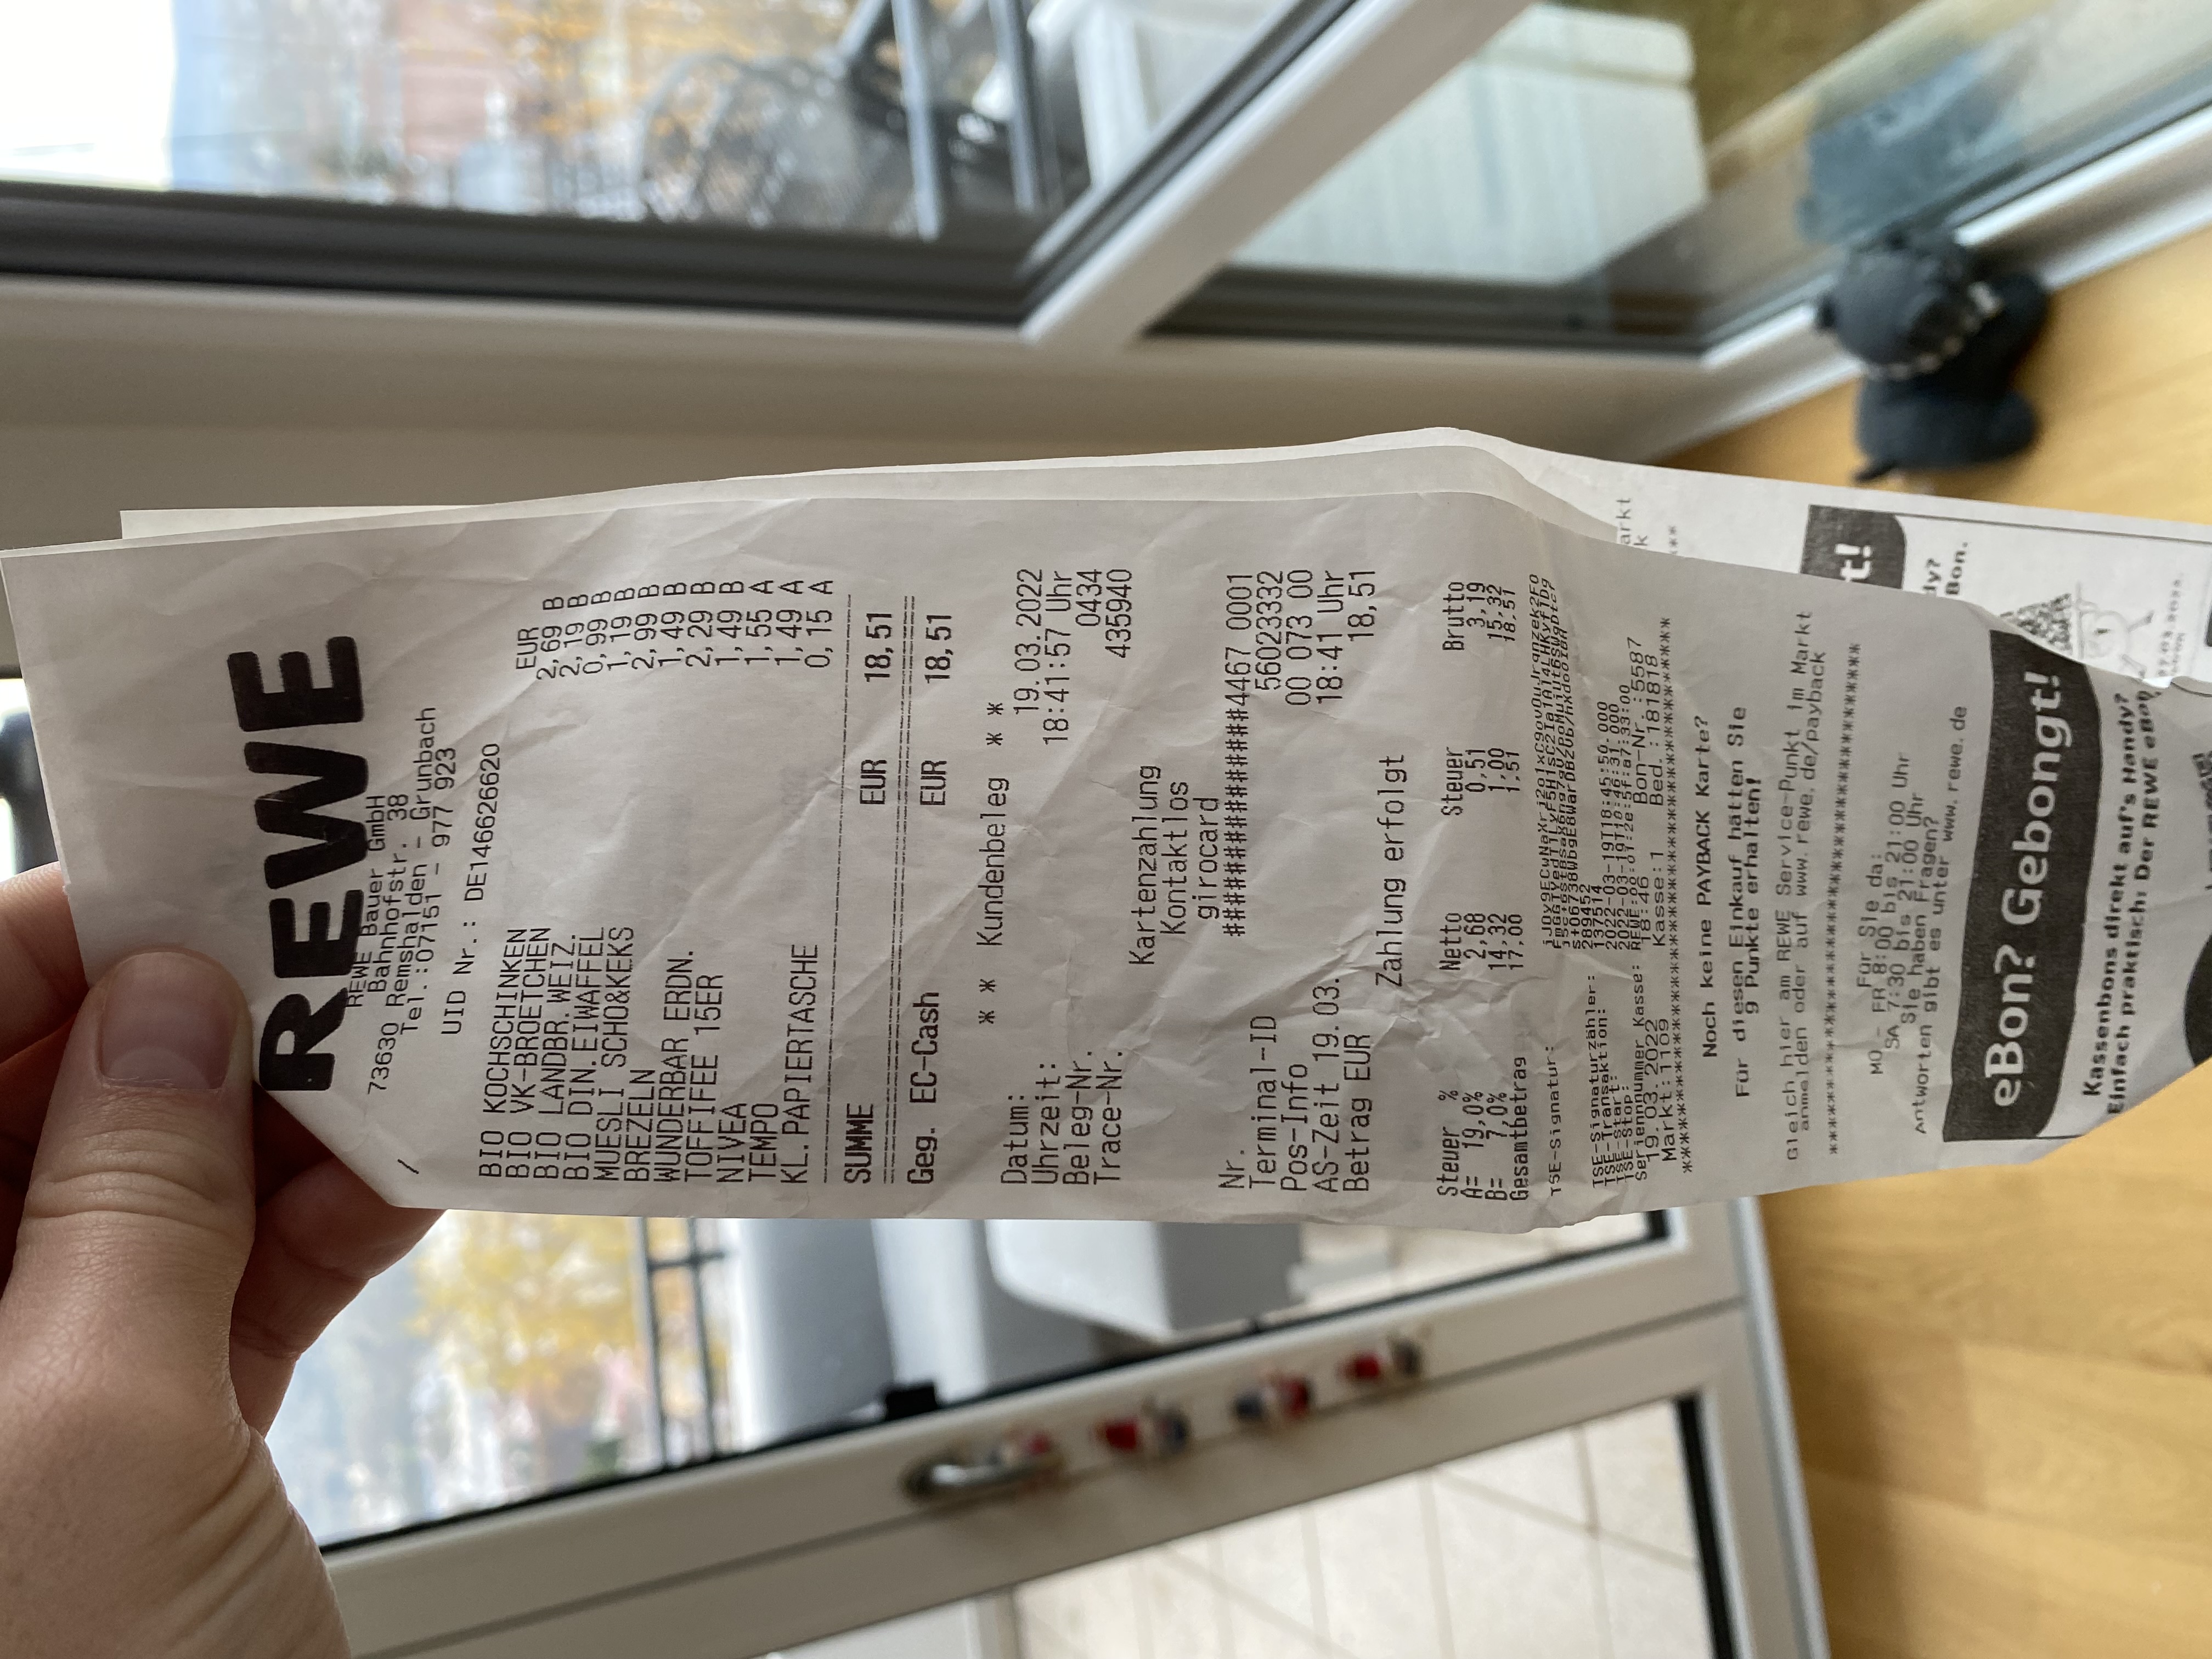 REWE
REWE Bauer GmbH
Bahnhofstr. 38
73630 Remshalden - Grunbach
Tel.:07151 - 977 923
UID Nr.: DE146626620
EUR
BIO KOCHSCHINKEN 2,69 B
BIO VK-BROETCHEN 2,19 B
BIO LANDBR.WEIZ. 0,99 B
BIO DIN.EIWAFFEL 1,19 B
MUESLI SCHO&KEKS 2,99 B
BREZELN 1,49 B
WUNDERBAR ERDN. 2,29 B
TOFFIFEE 15ER 1,49 B
NIVEA 1,55 A
TEMPO 1,49 A
KL.PAPIERTASCHE 0,15 A
SUMME EUR 18,51
Geg. EC-Cash EUR 18,51
* * Kundenbeleg * *
Datum: 19.03.2022
Uhrzeit: 18:41:57 Uhr
Beleg-Nr. 0434
Trace-Nr. 435940
Kartenzahlung
Kontaktlos
girocard
Nr. ###############4467 0001
Terminal-ID 56023332
Pos-Info 00 073 00
AS-Zeit 19.03. 18:41 Uhr
Betrag EUR 18,51
Zahlung erfolgt
Steuer % Netto Steuer Brutto
A= 19,0% 2,68 0,51 3,19
B= 7,0% 14,32 1,00 15,32
Gesamtbetrag 17,00 1,51 18,51
TSE-Signatur:
TSE-Signaturzähler: 289452
TSE-Transaktion: 137514
TSE-Start: 2022-03-19T18:45:50.000
TSE-Stop: 2022-03-19T18:46:31.000
Seriennnummer Kasse: REWE:00:01:2e:5f:a7:33:00
19.03.2022 18:46 Bon-Nr.:5587
Markt:1109 Kasse:1 Bed.:181818
****************************************
Noch keine PAYBACK Karte?
Für diesen Einkauf hätten Sie
9 Punkte erhalten!
Gleich hier am REWE Service-Punkt im Markt
anmelden oder auf www.rewe.de/payback
****************************************
Für Sie da:
MO - FR 8:00 bis 21:00 Uhr
SA 7:30 bis 21:00 Uhr
Sie haben Fragen?
Antworten gibt es unter www.rewe.de
eBon? Gebongt!
Kassenbons direkt auf's Handy?
Einfach praktisch: Der REWE eBon
arkt
k
**
t!
dy?
Bon.